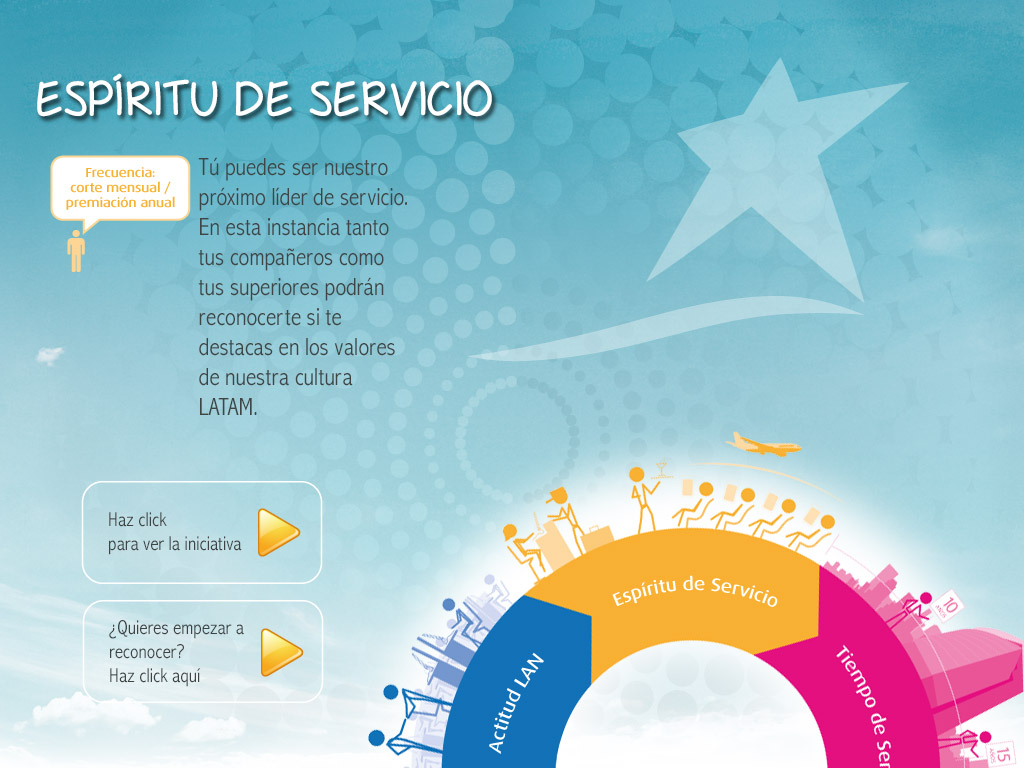 ESPÍRITU DE SERVICIO
Frecuencia:
corte mensual /
premiación anual
Tú puedes ser nuestro
próximo líder de servicio.
En esta instancia tanto
tus compañeros como
tus superiores podrán
reconocerte si te
destacas en los valores
de nuestra cultura
LATAM.
Haz click
para ver la iniciativa
¿Quieres empezar a
reconocer?
Haz click aquí
Actitud LAN
Espíritu de Servicio
Tiempo de Ser
10
AÑOS
15
AÑOS